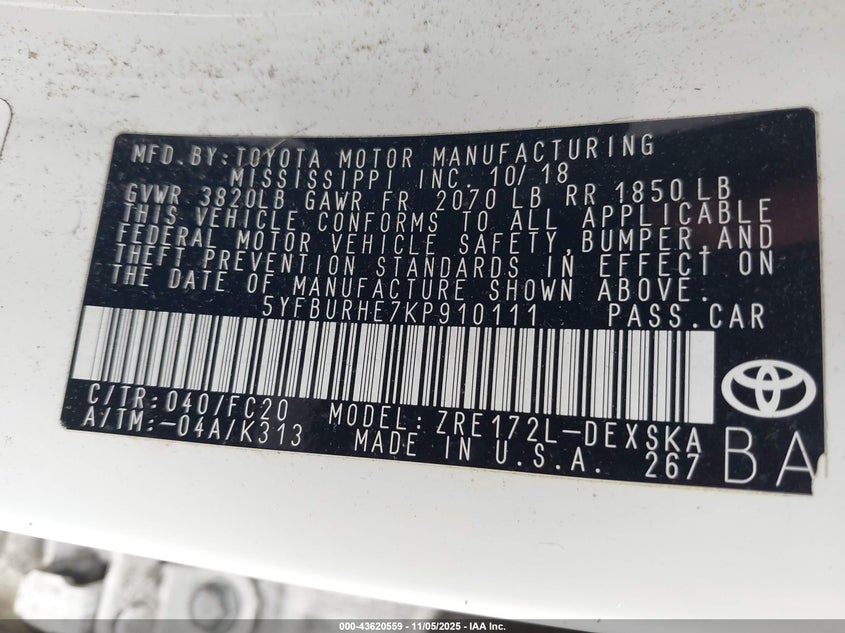 MFD.BY:TOYOTA MOTOR MANUFACTURING
MISSISSIPPI INC. 10/18
GVWR 3820LB GAWR FR 2070 LB RR 1850LB
THIS VEHICLE CONFORMS TO ALL APPLICABLE
FEDERAL MOTOR VEHICLE SAFETY,BUMPER,AND
THEFT PREVENTION STANDARDS IN EFFECT ON
THE DATE OF MANUFACTURE SHOWN ABOVE.
5YFBURHE7KP910111 PASS.CAR
C/TR:040/FC20 MODEL:ZRE172L-DEXSKA
A/TM:-04A/K313 MADE IN U.S.A. 267
BA
000-43620559 - 11/05/2025 - IAA Inc.